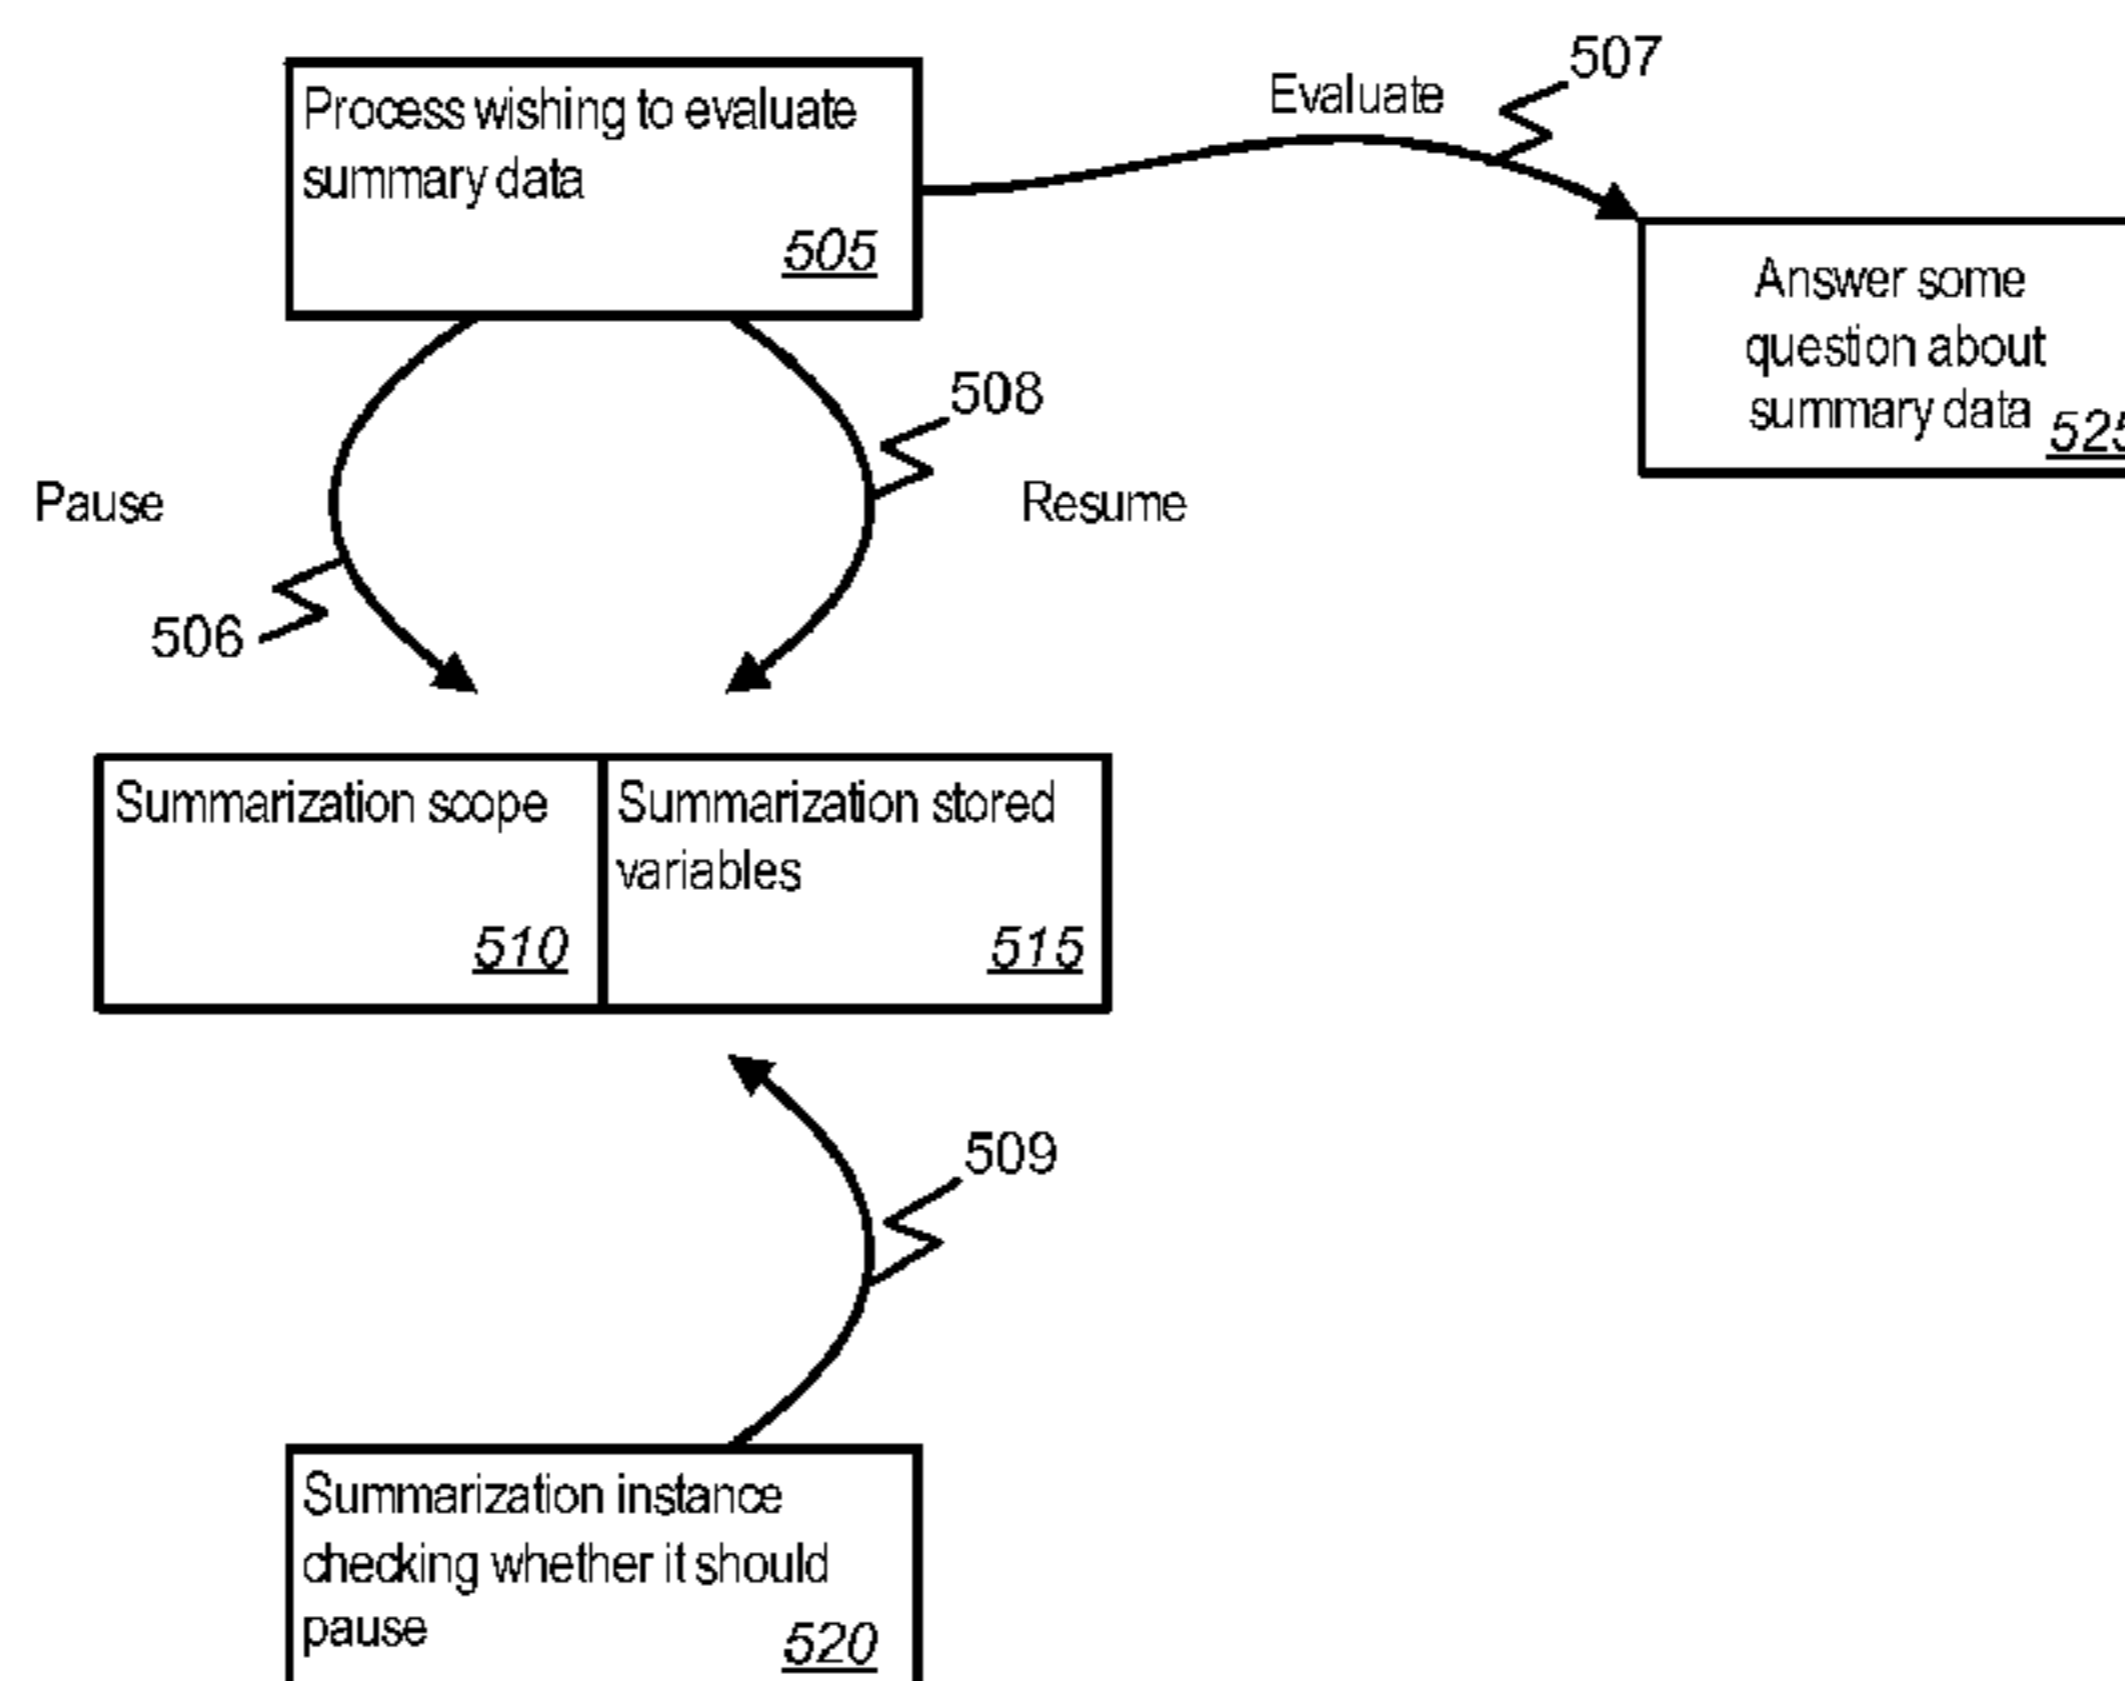 507
Evaluate
Process wishing to evaluate
summary data
505
Answer some
question about
summary data
525
508
Pause
Resume
506
Summarization scope
510
Summarization stored
variables
515
509
Summarization instance
checking whether it should
pause
520